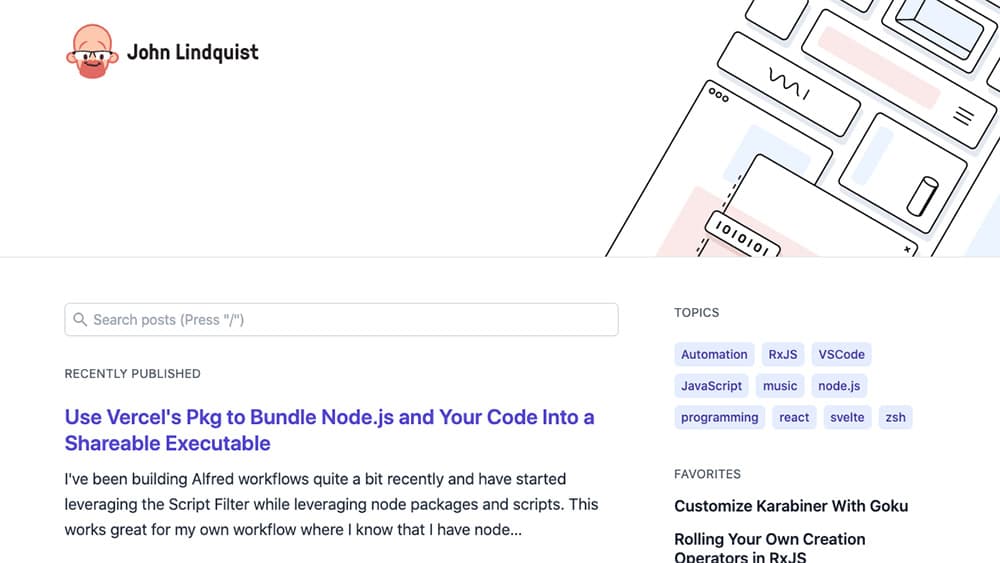 John Lindquist
1010101
Search posts (Press "/")
RECENTLY PUBLISHED
Use Vercel's Pkg to Bundle Node.js and Your Code Into a
Shareable Executable
I've been building Alfred workflows quite a bit recently and have started
leveraging the Script Filter while leveraging node packages and scripts. This
works great for my own workflow where I know that I have node...
TOPICS
Automation RxJS VSCode
JavaScript music node.js
programming react svelte zsh
FAVORITES
Customize Karabiner With Goku
Rolling Your Own Creation
Operators in RxJS